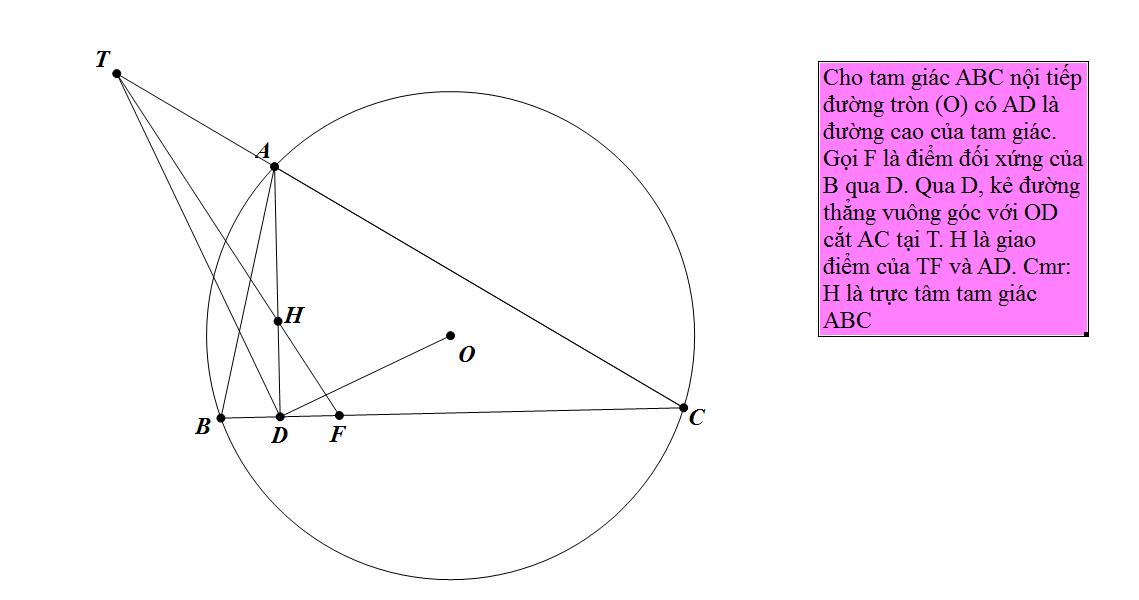 T
A
H
O
B
D
F
C
Cho tam giác ABC nội tiếp
đường tròn (O) có AD là
đường cao của tam giác.
Gọi F là điểm đối xứng của
B qua D. Qua D, kẻ đường
thẳng vuông góc với OD
cắt AC tại T. H là giao
điểm của TF và AD. Cmr:
H là trực tâm tam giác
ABC